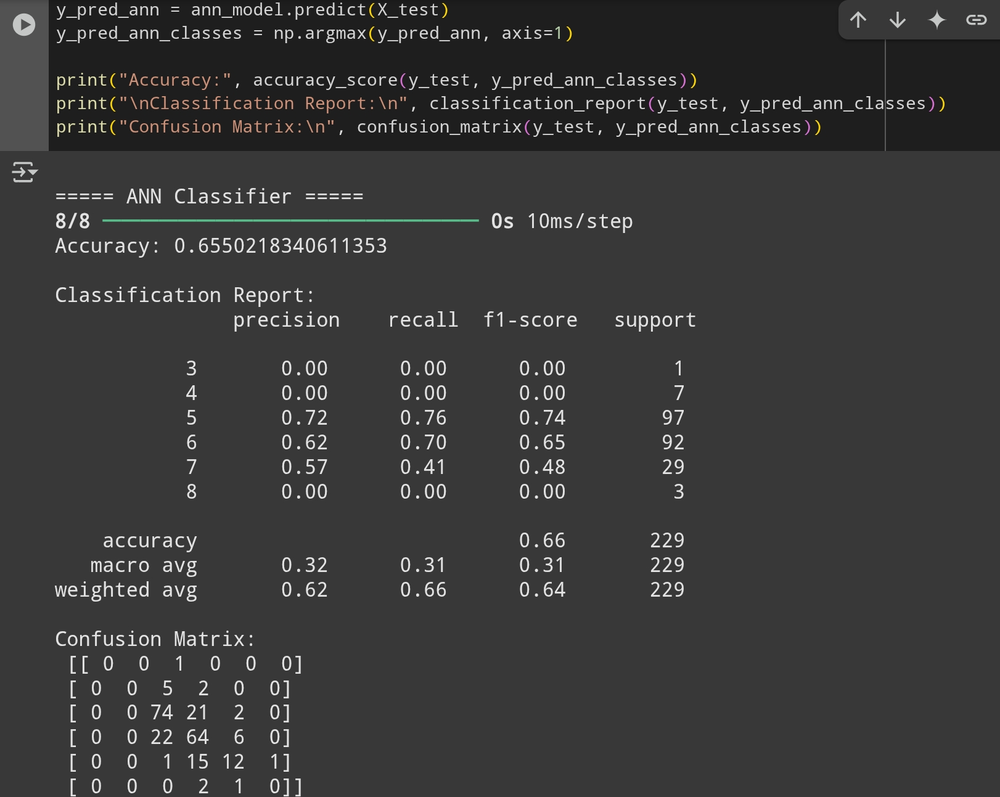 y_pred_ann = ann_model.predict(X_test)
y_pred_ann_classes = np.argmax(y_pred_ann, axis=1)
print("Accuracy:", accuracy_score(y_test, y_pred_ann_classes))
print("\nClassification Report:\n", classification_report(y_test, y_pred_ann_classes))
print("Confusion Matrix:\n", confusion_matrix(y_test, y_pred_ann_classes))
===== ANN Classifier =====
8/8 ━━━━━━━━━━━━━━━━━━━━ 0s 10ms/step
Accuracy: 0.6550218340611353
Classification Report:
precision recall f1-score support
3 0.00 0.00 0.00 1
4 0.00 0.00 0.00 7
5 0.72 0.76 0.74 97
6 0.62 0.70 0.65 92
7 0.57 0.41 0.48 29
8 0.00 0.00 0.00 3
accuracy 0.66 229
macro avg 0.32 0.31 0.31 229
weighted avg 0.62 0.66 0.64 229
Confusion Matrix:
[[ 0 0 1 0 0 0]
[ 0 0 5 2 0 0]
[ 0 0 74 21 2 0]
[ 0 0 22 64 6 0]
[ 0 0 1 15 12 1]
[ 0 0 0 2 1 0]]